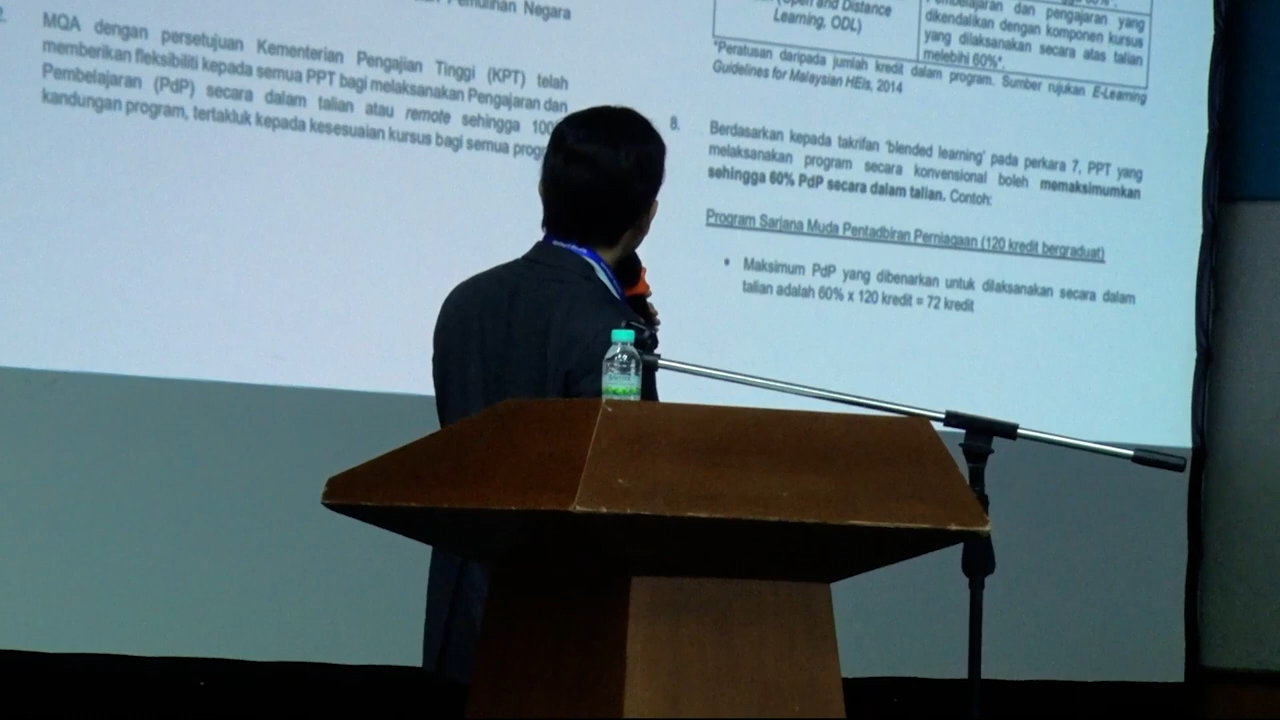 Pemulihan Negara
2.
MQA dengan persetujuan Kementerian Pengajian Tinggi (KPT) telah
memberikan fleksibiliti kepada semua PPT bagi melaksanakan Pengajaran dan
Pembelajaran (PdP) secara dalam talian atau remote sehingga 100
kandungan program, tertakluk kepada kesesuaian kursus bagi semua prog
(Open and Distance
Learning, ODL)
Pembelajaran dan pengajaran yang
dikendalikan dengan komponen kursus
yang dilaksanakan secara atas talian
melebihi 60%*.
*Peratusan daripada jumlah kredit dalam program. Sumber rujukan E-Learning
Guidelines for Malaysian HEIs, 2014
8. Berdasarkan kepada takrifan 'blended learning' pada perkara 7, PPT yang
melaksanakan program secara konvensional boleh memaksimumkan
sehingga 60% PdP secara dalam talian. Contoh:
Program Sarjana Muda Pentadbiran Perniagaan (120 kredit bergraduat)
• Maksimum PdP yang dibenarkan untuk dilaksanakan secara dalam
talian adalah 60% x 120 kredit = 72 kredit